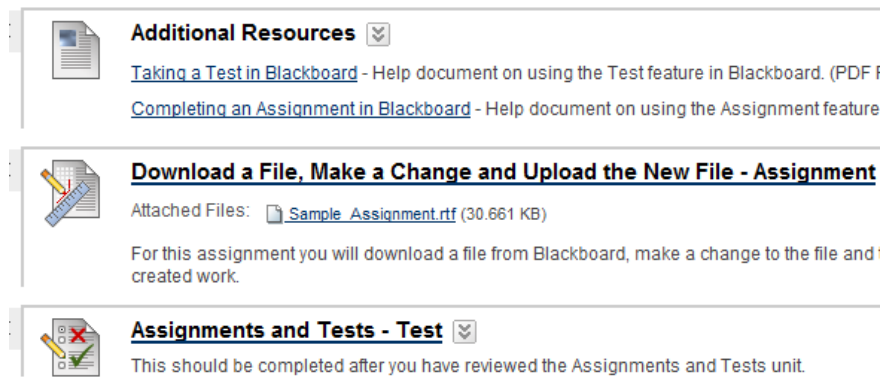 Additional Resources
Taking a Test in Blackboard - Help document on using the Test feature in Blackboard. (PDF
Completing an Assignment in Blackboard - Help document on using the Assignment feature
Download a File, Make a Change and Upload the New File - Assignment
Attached Files: Sample_Assignment.rtf (30.661 KB)
For this assignment you will download a file from Blackboard, make a change to the file and
created work.
Assignments and Tests - Test
This should be completed after you have reviewed the Assignments and Tests unit.